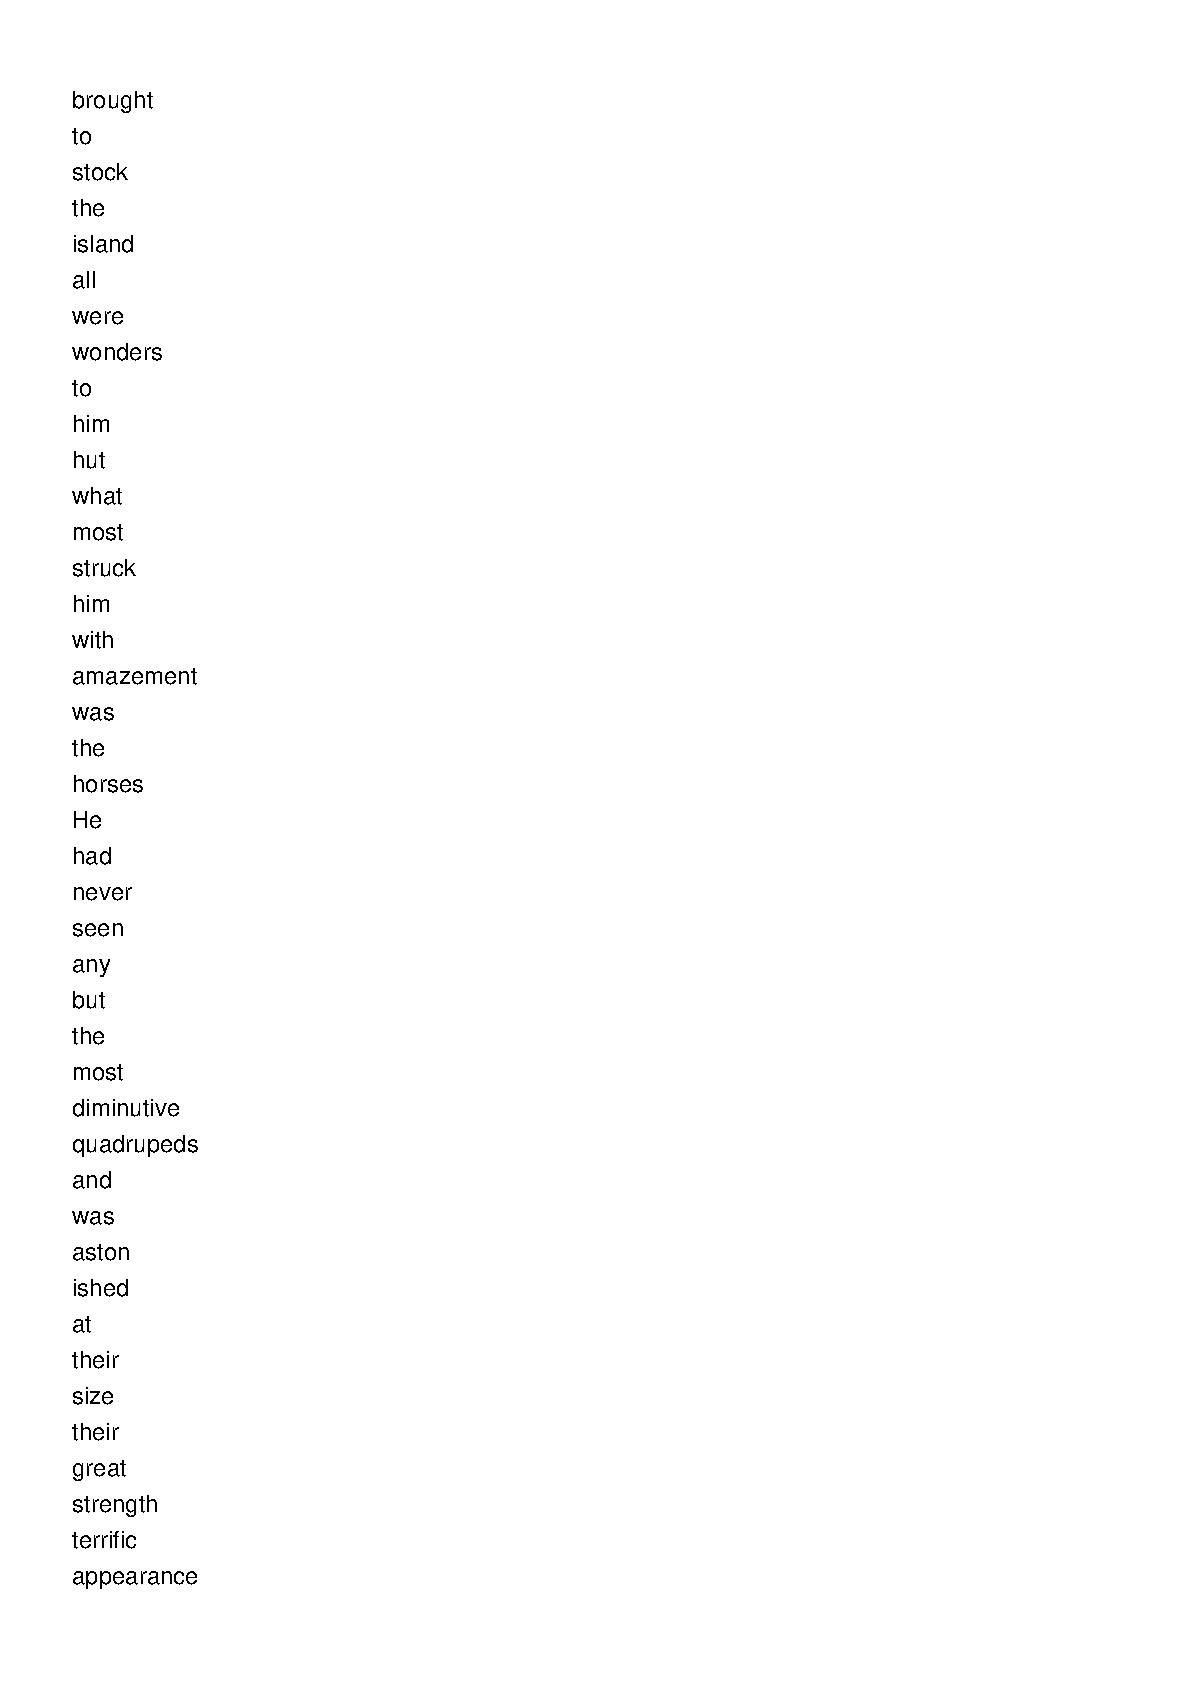 brought
to
stock
the
island
all
were
wonders
to
him
hut
what
most
struck
him
with
amazement
was
the
horses
He
had
never
seen
any
but
the
most
diminutive
quadrupeds
and
was
aston
ished
at
their
size
their
great
strength
terrific
appearance